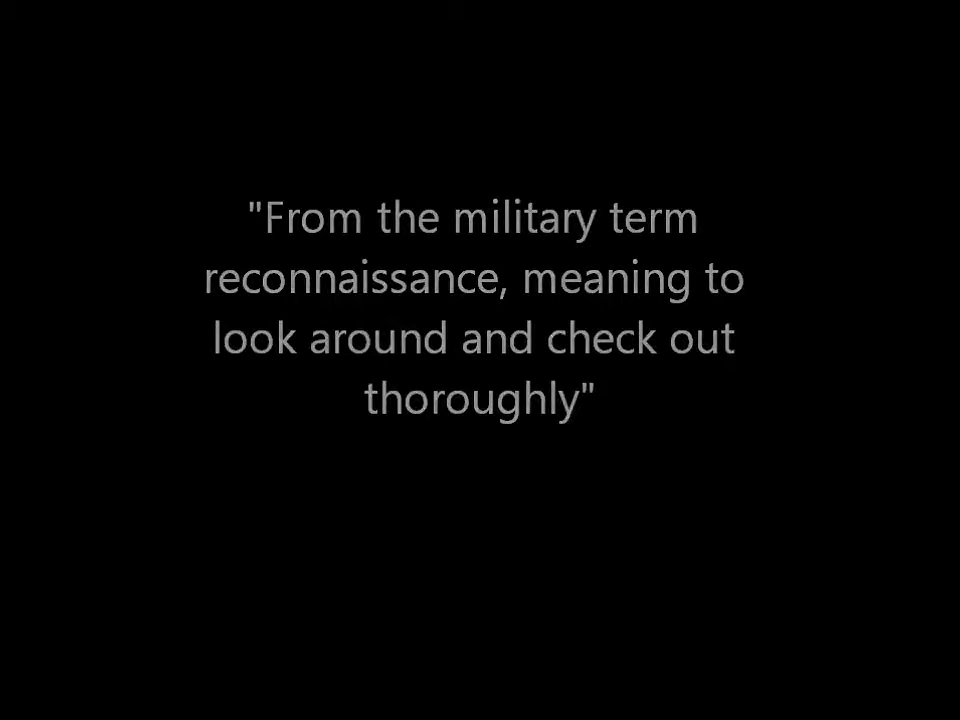 "From the military term
reconnaissance, meaning to
look around and check out
thoroughly"